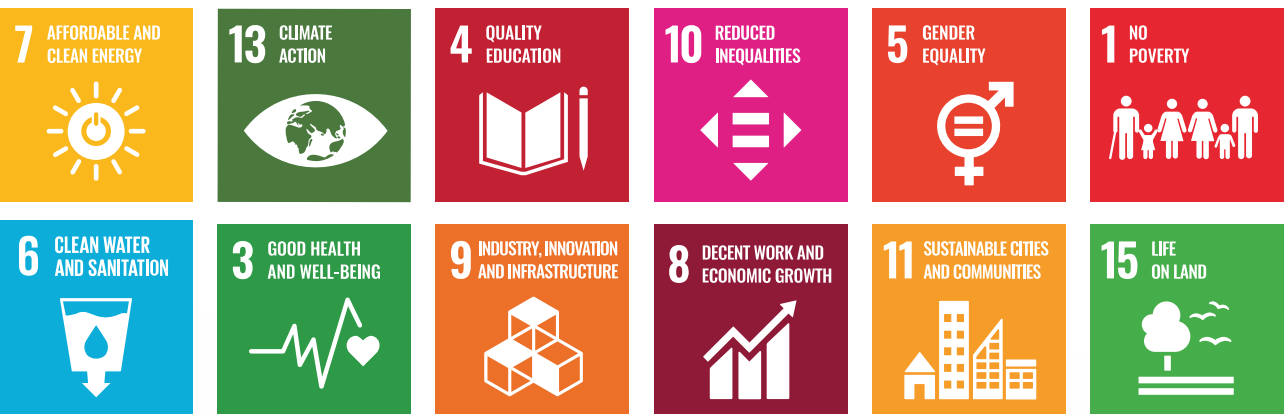 7 AFFORDABLE AND
CLEAN ENERGY
13 CLIMATE
ACTION
4 QUALITY
EDUCATION
10 REDUCED
INEQUALITIES
5 GENDER
EQUALITY
1 NO
POVERTY
6 CLEAN WATER
AND SANITATION
3 GOOD HEALTH
AND WELL-BEING
9 INDUSTRY, INNOVATION
AND INFRASTRUCTURE
8 DECENT WORK AND
ECONOMIC GROWTH
11 SUSTAINABLE CITIES
AND COMMUNITIES
15 LIFE
ON LAND